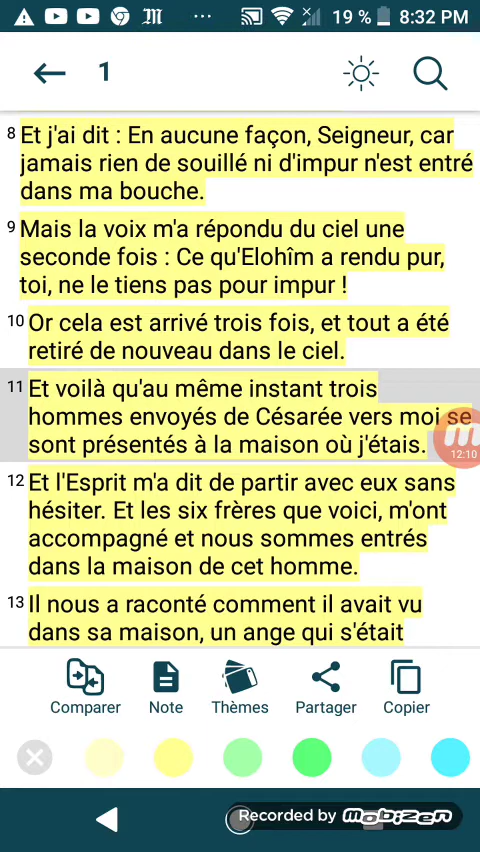 19 % 8:32 PM
1
8 Et j'ai dit : En aucune façon, Seigneur, car
jamais rien de souillé ni d'impur n'est entré
dans ma bouche.
9 Mais la voix m'a répondu du ciel une
seconde fois : Ce qu'Elohîm a rendu pur,
toi, ne le tiens pas pour impur !
10 Or cela est arrivé trois fois, et tout a été
retiré de nouveau dans le ciel.
11 Et voilà qu'au même instant trois
hommes envoyés de Césarée vers moi se
sont présentés à la maison où j'étais.
12:10
12 Et l'Esprit m'a dit de partir avec eux sans
hésiter. Et les six frères que voici, m'ont
accompagné et nous sommes entrés
dans la maison de cet homme.
13 Il nous a raconté comment il avait vu
dans sa maison, un ange qui s'était
Comparer Note Thèmes Partager Copier
Recorded by Mobizen